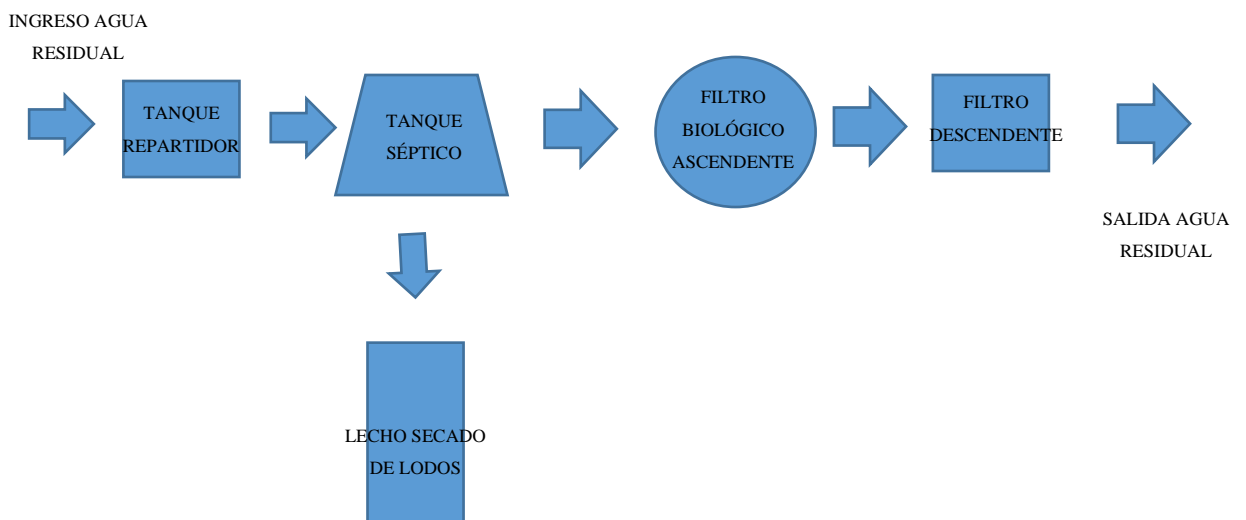 INGRESO AGUA
RESIDUAL
TANQUE
REPARTIDOR
TANQUE
SÉPTICO
FILTRO
BIOLÓGICO
ASCENDENTE
FILTRO
DESCENDENTE
SALIDA AGUA
RESIDUAL
LECHO SECADO
DE LODOS